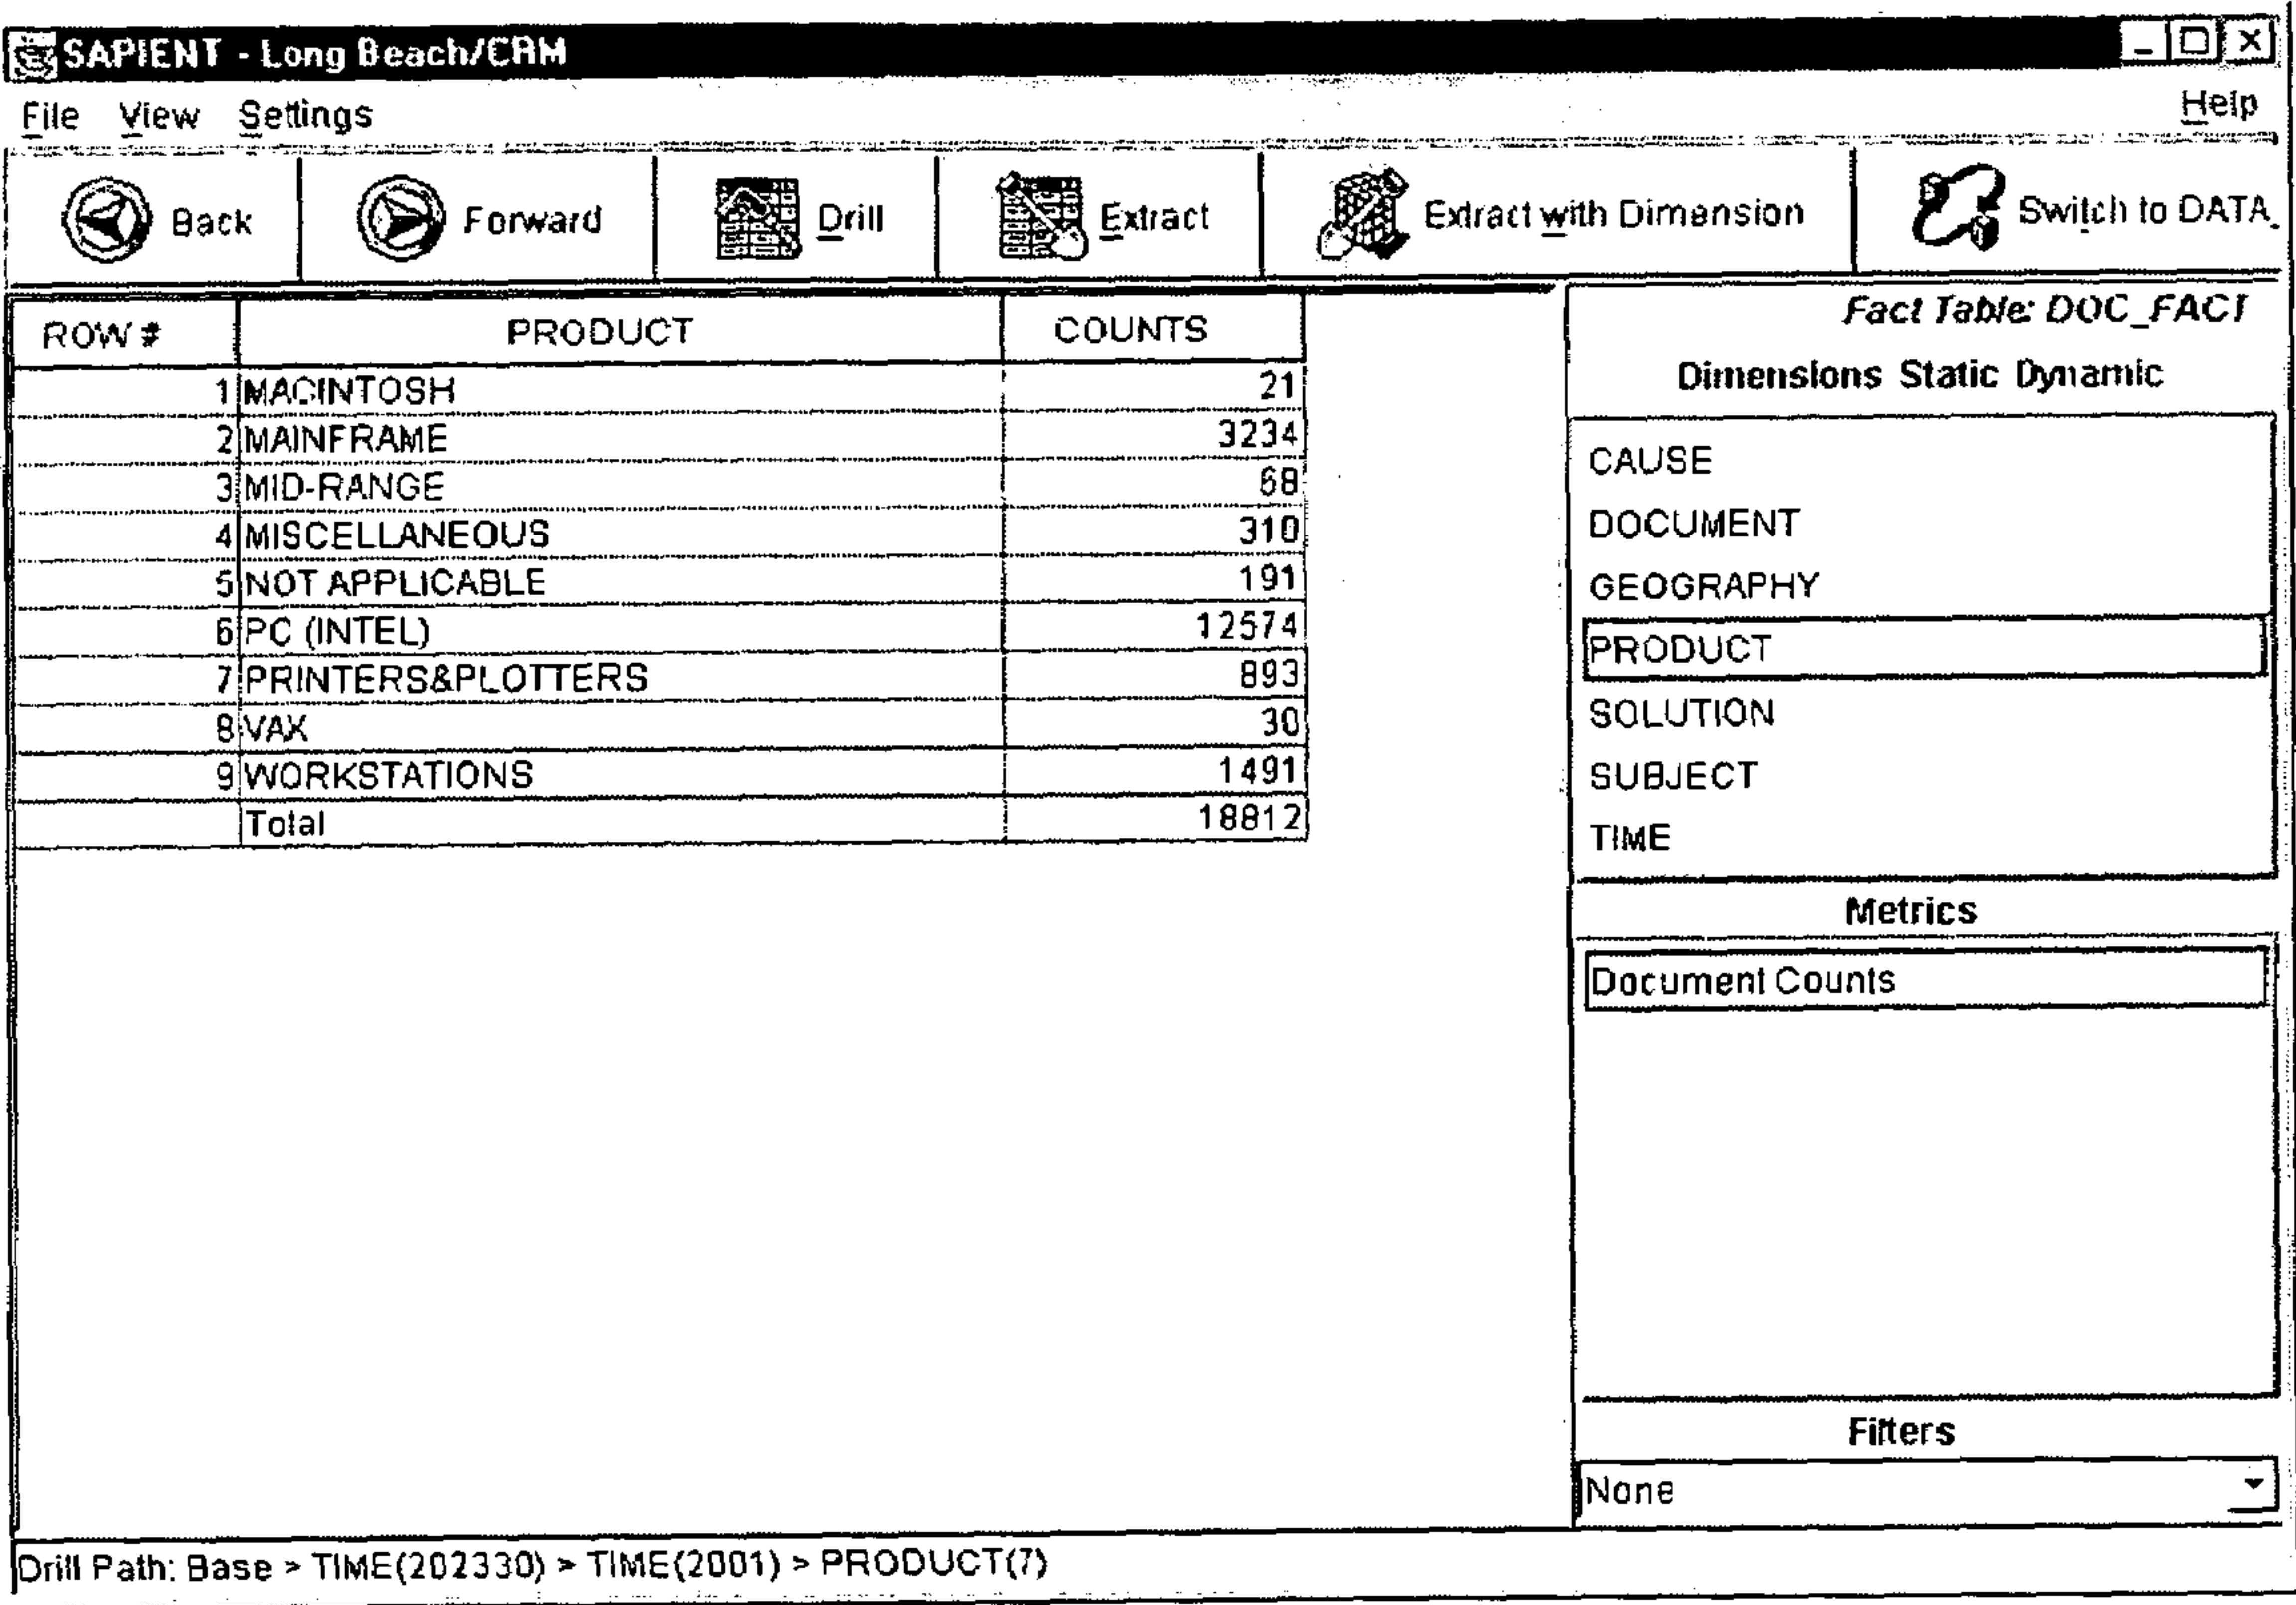 SAPIENT - Long Beach/CRM
File View Settings Help
Back Forward Drill Extract Extract with Dimension Switch to DATA
Fact Table: DOC_FACT
Dimensions Static Dynamic
ROW # PRODUCT COUNTS
1 MACINTOSH 21
2 MAINFRAME 3234
3 MID-RANGE 68
4 MISCELLANEOUS 310
5 NOT APPLICABLE 191
6 PC (INTEL) 12574
7 PRINTERS&PLOTTERS 893
8 VAX 30
9 WORKSTATIONS 1491
Total 18812
CAUSE
DOCUMENT
GEOGRAPHY
PRODUCT
SOLUTION
SUBJECT
TIME
Metrics
Document Counts
Filters
None
Drill Path: Base > TIME(202330) > TIME(2001) > PRODUCT(7)